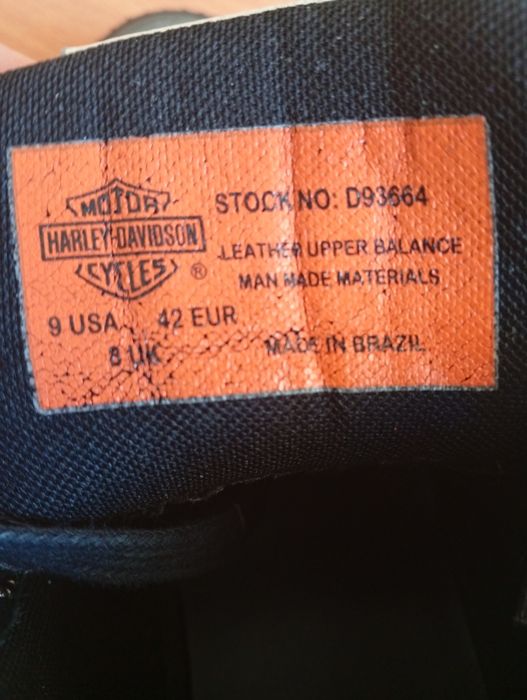 MOTOR
HARLEY-DAVIDSON
CYCLES ®
STOCK NO: D93664
LEATHER UPPER BALANCE
MAN MADE MATERIALS
9 USA 42 EUR
8 UK
MADE IN BRAZIL